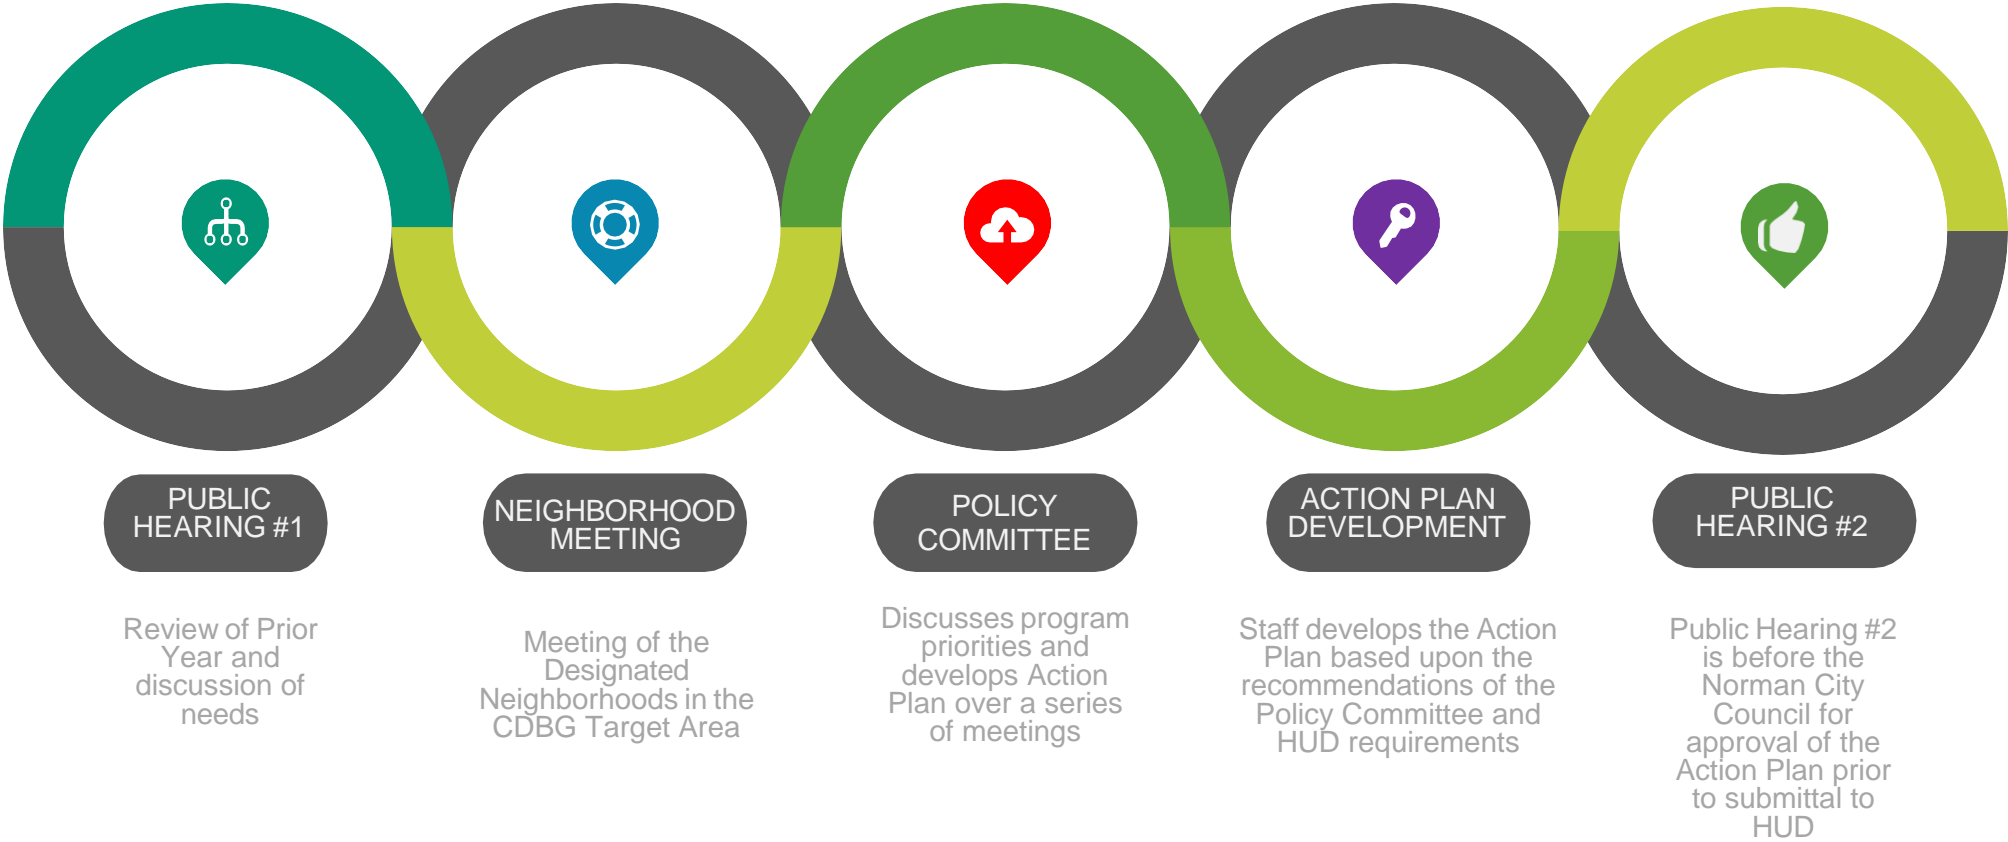 PUBLIC
HEARING #1
NEIGHBORHOOD
MEETING
POLICY
COMMITTEE
ACTION PLAN
DEVELOPMENT
PUBLIC
HEARING #2
Review of Prior
Year and
discussion of
needs
Meeting of the
Designated
Neighborhoods in the
CDBG Target Area
Discusses program
priorities and
develops Action
Plan over a series
of meetings
Staff develops the Action
Plan based upon the
recommendations of the
Policy Committee and
HUD requirements
Public Hearing #2
is before the
Norman City
Council for
approval of the
Action Plan prior
to submittal to
HUD